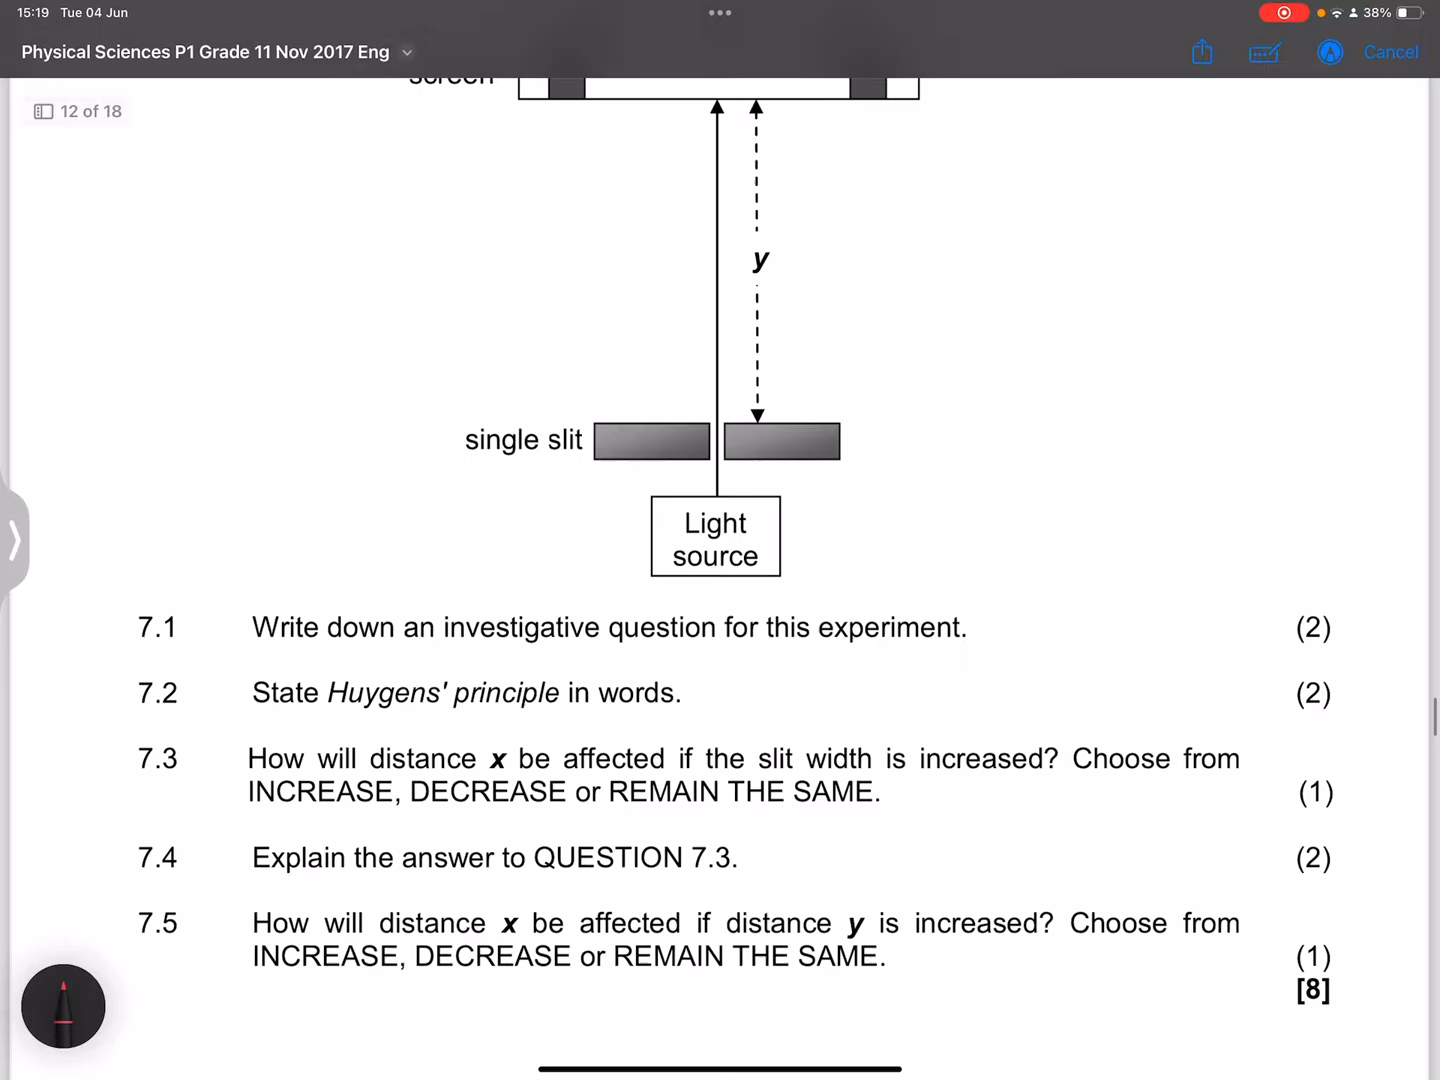 15:19 Tue 04 Jun
38%
Physical Sciences P1 Grade 11 Nov 2017 Eng
Cancel
screen
12 of 18
y
single slit
Light
source
7.1 Write down an investigative question for this experiment. (2)
7.2 State Huygens' principle in words. (2)
7.3 How will distance x be affected if the slit width is increased? Choose from
INCREASE, DECREASE or REMAIN THE SAME. (1)
7.4 Explain the answer to QUESTION 7.3. (2)
7.5 How will distance x be affected if distance y is increased? Choose from
INCREASE, DECREASE or REMAIN THE SAME. (1)
[8]